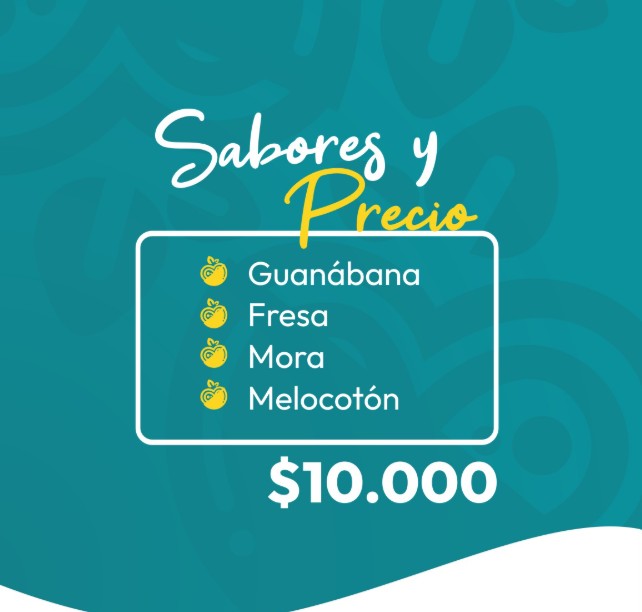 Sabores y
Precio
Guanábana
Fresa
Mora
Melocotón
$10.000